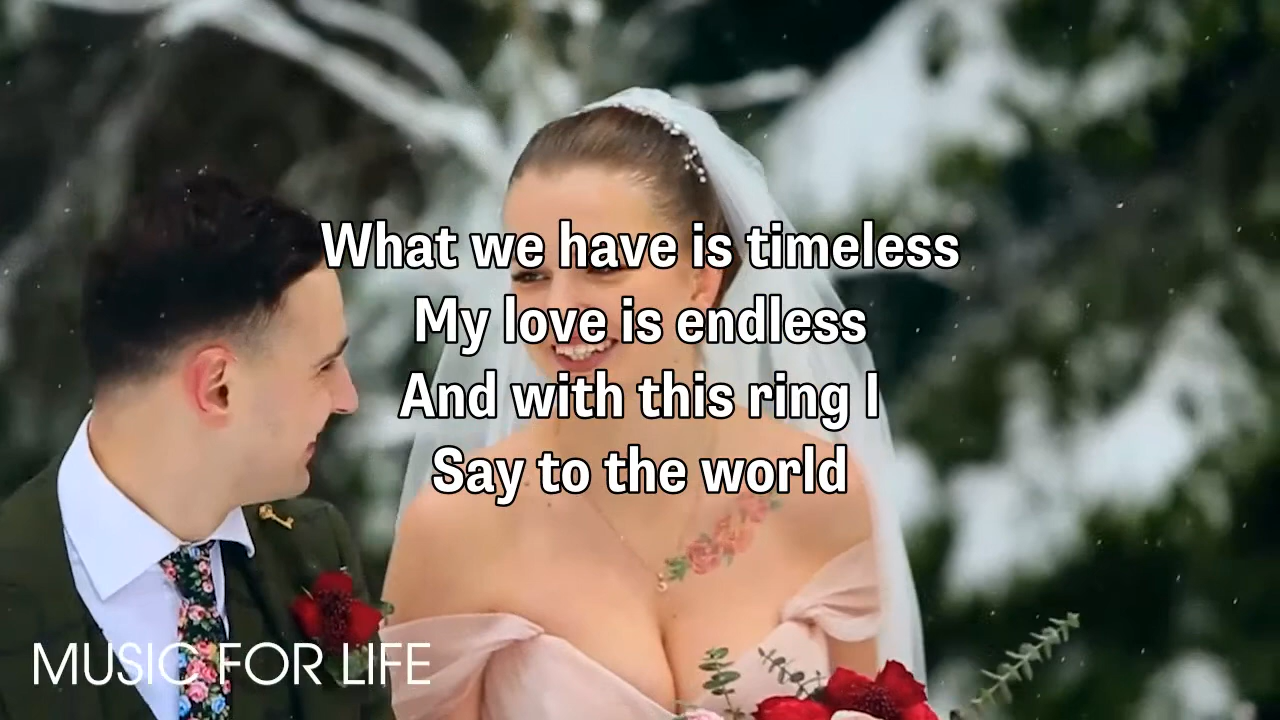 What we have is timeless
My love is endless
And with this ring I
Say to the world
MUSIC FOR LIFE